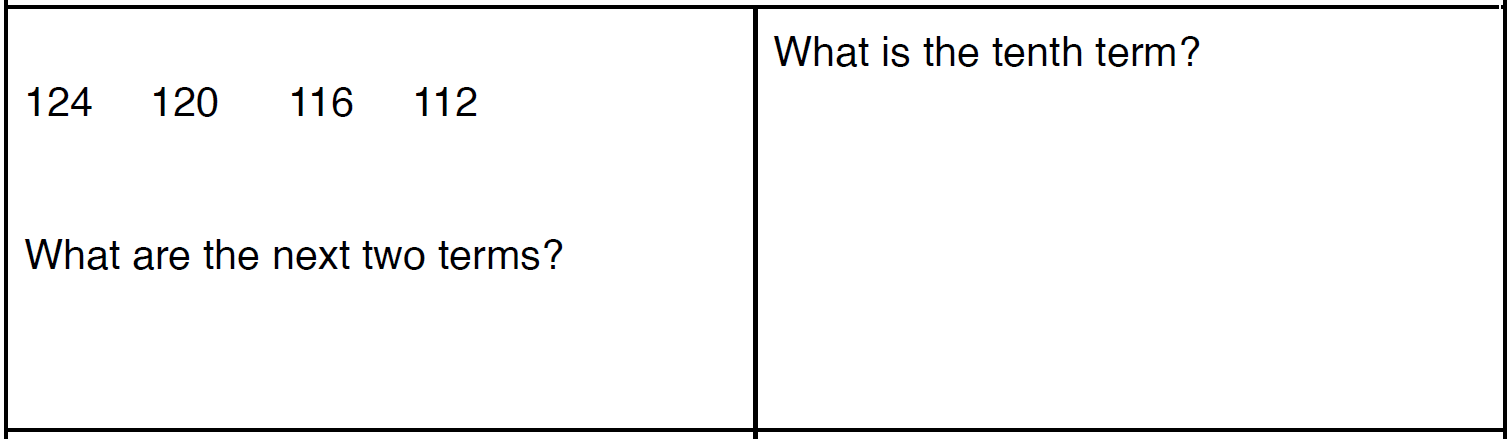 124 120 116 112
What are the next two terms?
What is the tenth term?